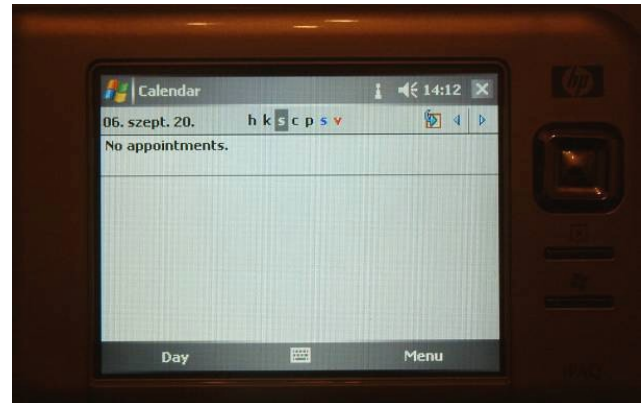 Calendar
14:12
06. szept. 20.
h k s c p s v
No appointments.
Day
Menu
hp